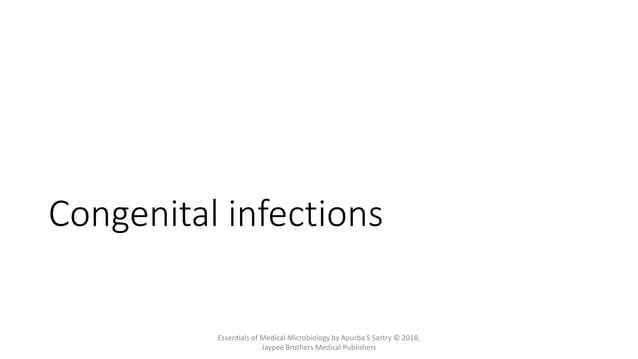 Congenital infections
Essentials of Medical Microbiology by Apurba S Sastry © 2018,
Jaypee Brothers Medical Publishers